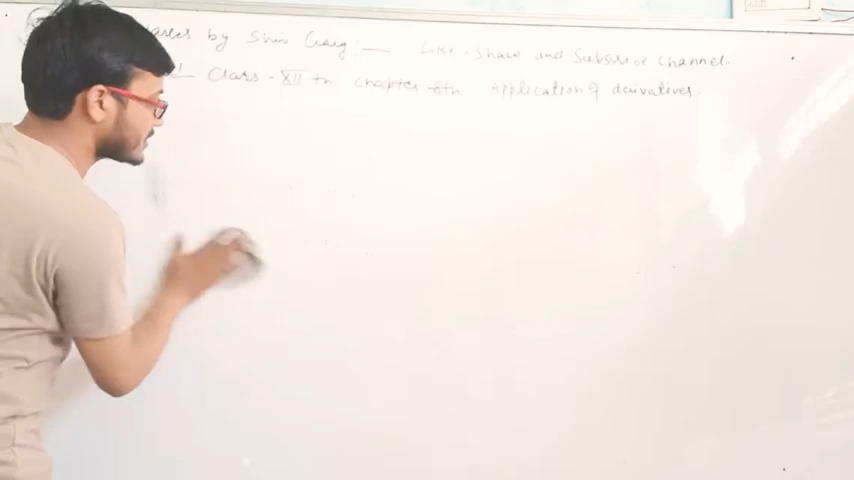 by Shiv Garg :— Like, Share and Subscribe Channel.
Class - XII th Chapter - 6th Application of derivatives.